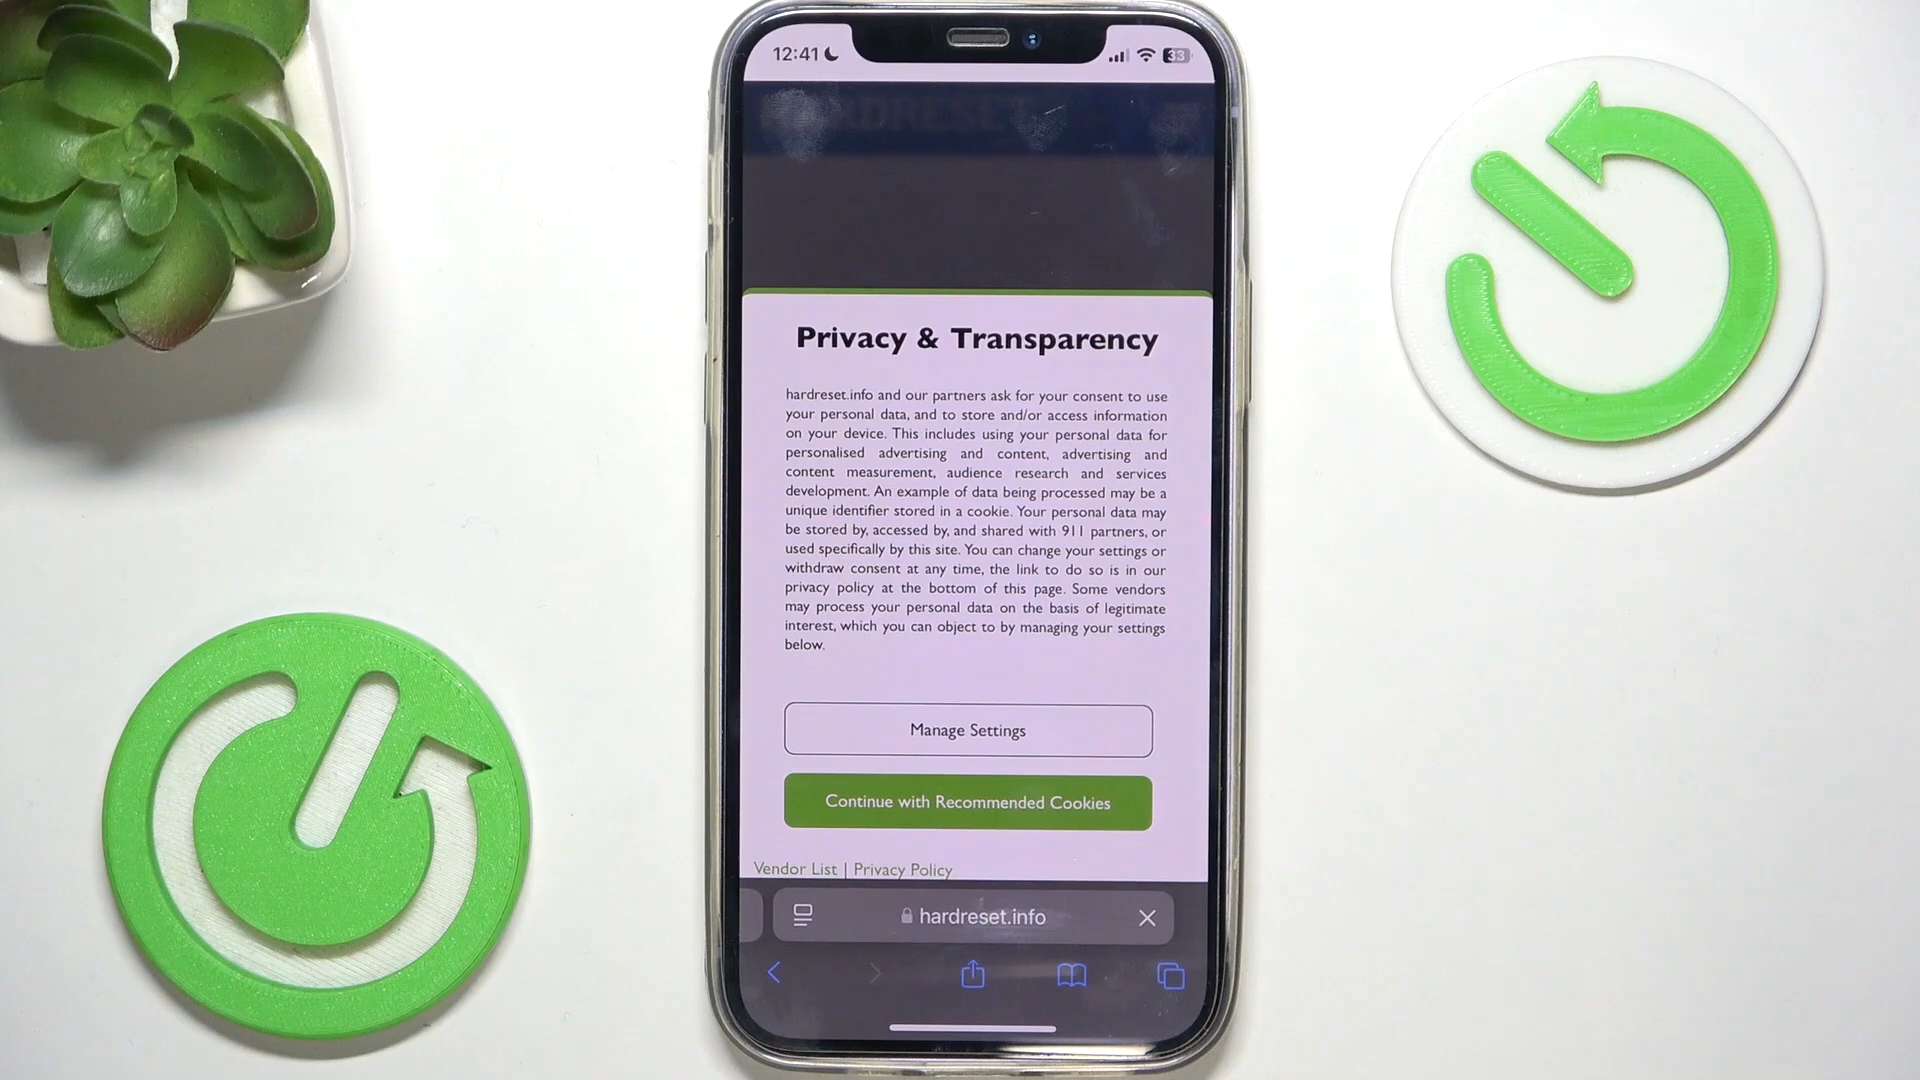 12:41
33
HARDRESET
Privacy & Transparency
hardreset.info and our partners ask for your consent to use
your personal data, and to store and/or access information
on your device. This includes using your personal data for
personalised advertising and content, advertising and
content measurement, audience research and services
development. An example of data being processed may be a
unique identifier stored in a cookie. Your personal data may
be stored by, accessed by, and shared with 911 partners, or
used specifically by this site. You can change your settings or
withdraw consent at any time, the link to do so is in our
privacy policy at the bottom of this page. Some vendors
may process your personal data on the basis of legitimate
interest, which you can object to by managing your settings
below.
Manage Settings
Continue with Recommended Cookies
Vendor List | Privacy Policy
hardreset.info